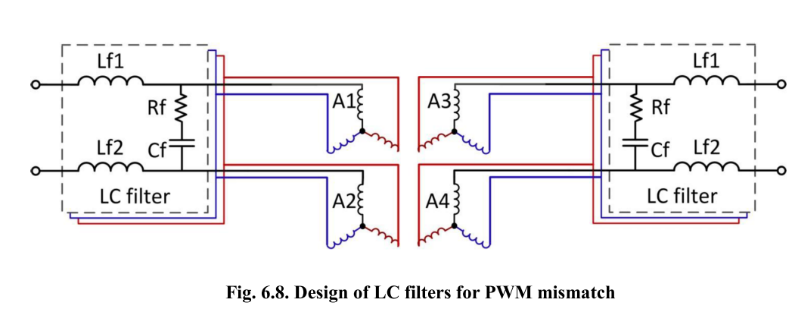 Lf1
Lf1
Rf
A1
A3
Rf
Lf2
Cf
Cf
Lf2
LC filter
A2
A4
LC filter
Fig. 6.8. Design of LC filters for PWM mismatch